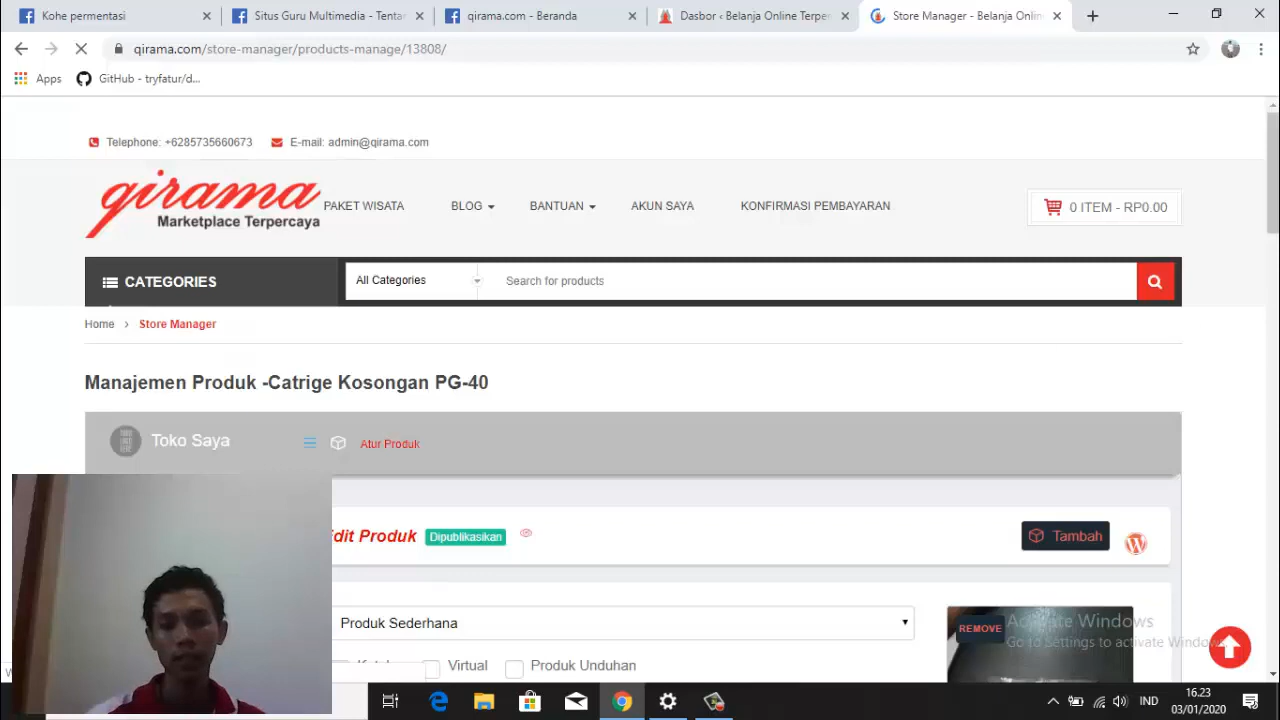 Kohe permentasi
Situs Guru Multimedia - Tentan
qirama.com - Beranda
Dasbor ‹ Belanja Online Terper
Store Manager - Belanja Onlin
qirama.com/store-manager/products-manage/13808/
Apps
GitHub - tryfatur/d...
Telephone: +6285735660673
E-mail: admin@qirama.com
qirama
Marketplace Terpercaya
PAKET WISATA
BLOG
BANTUAN
AKUN SAYA
KONFIRMASI PEMBAYARAN
0 ITEM - RP0.00
CATEGORIES
All Categories
Search for products
Home
Store Manager
Manajemen Produk -Catrige Kosongan PG-40
Toko Saya
Atur Produk
dit Produk
Dipublikasikan
Tambah
Produk Sederhana
REMOVE
Activate Windows
Go to Settings to activate Windows
Virtual
Produk Unduhan
IND
16.23
03/01/2020